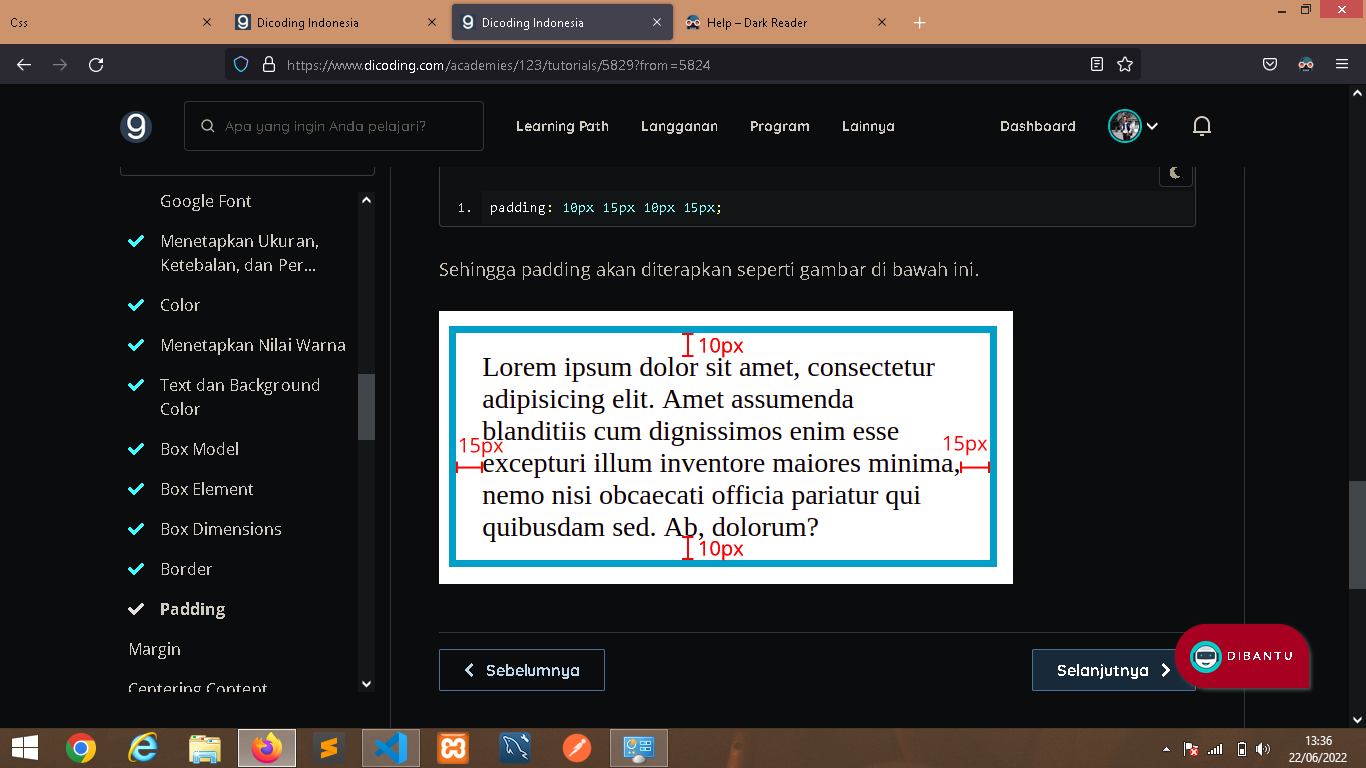 Css
Dicoding Indonesia
Dicoding Indonesia
Help – Dark Reader
https://www.dicoding.com/academies/123/tutorials/5829?from=5824
Apa yang ingin Anda pelajari?
Learning Path
Langganan
Program
Lainnya
Dashboard
Google Font
Menetapkan Ukuran,
Ketebalan, dan Per...
Color
Menetapkan Nilai Warna
Text dan Background
Color
Box Model
Box Element
Box Dimensions
Border
Padding
Margin
Centering Content
1. padding: 10px 15px 10px 15px;
Sehingga padding akan diterapkan seperti gambar di bawah ini.
10px
Lorem ipsum dolor sit amet, consectetur
adipisicing elit. Amet assumenda
blanditiis cum dignissimos enim esse
15px
15px
excepturi illum inventore maiores minima,
nemo nisi obcaecati officia pariatur qui
quibusdam sed. Ab, dolorum?
10px
Sebelumnya
Selanjutnya
DIBANTU
13:36
22/06/2022